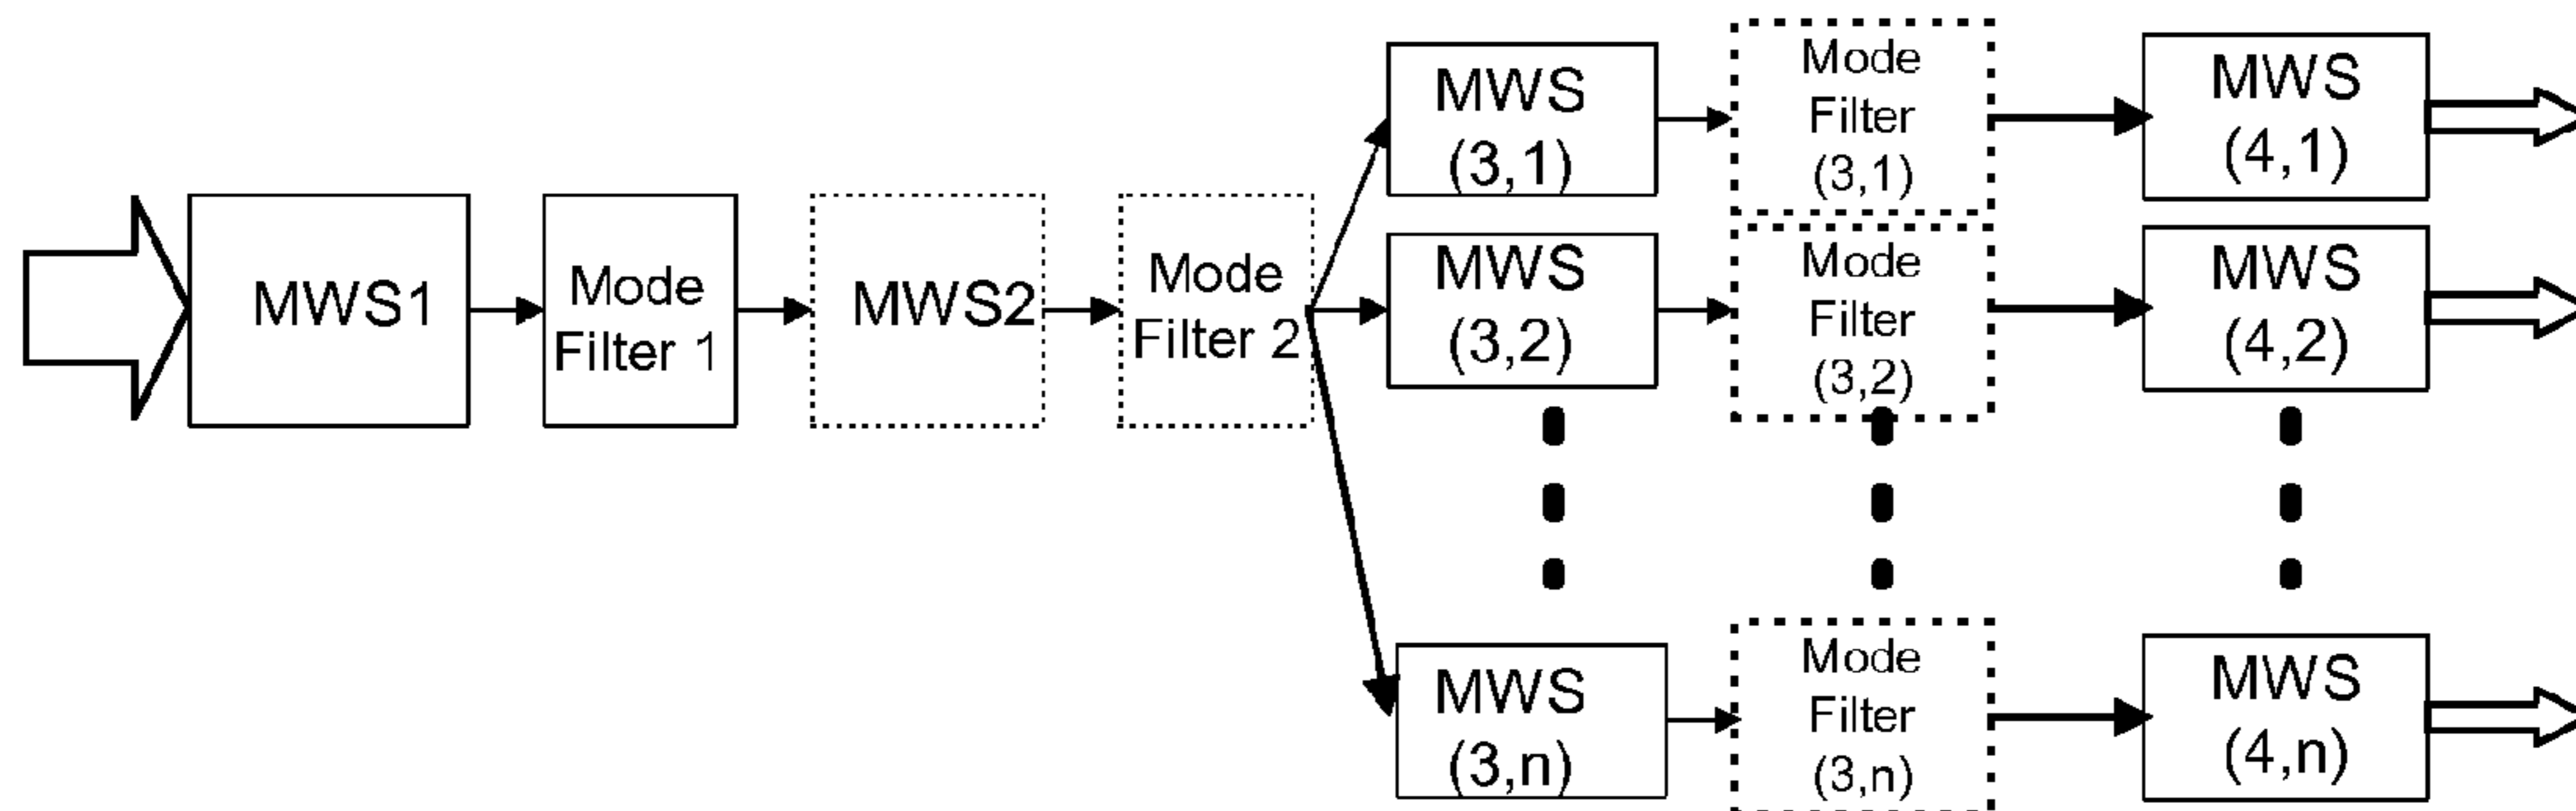 MWS1
Mode
Filter 1
MWS2
Mode
Filter 2
MWS
(3,1)
Mode
Filter
(3,1)
MWS
(4,1)
MWS
(3,2)
Mode
Filter
(3,2)
MWS
(4,2)
MWS
(3,n)
Mode
Filter
(3,n)
MWS
(4,n)